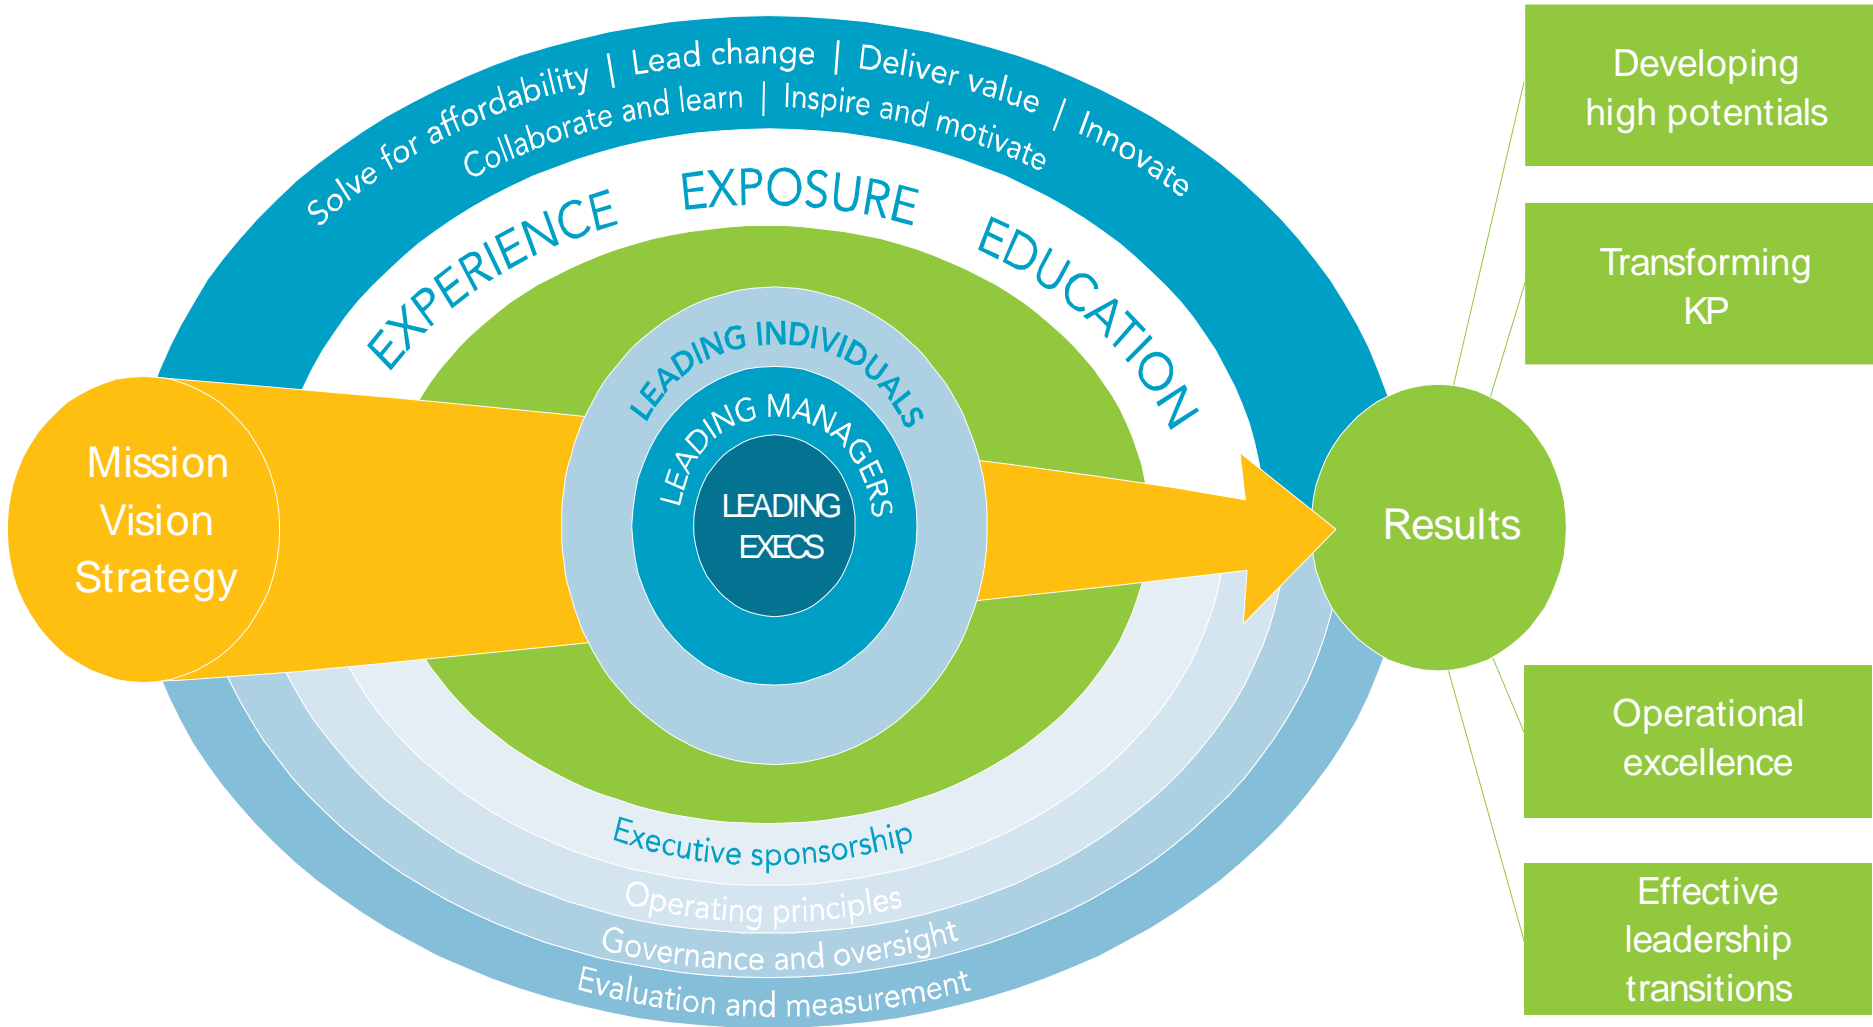 Solve for affordability | Lead change | Deliver value | Innovate
Collaborate and learn | Inspire and motivate
EXPERIENCE EXPOSURE EDUCATION
LEADING INDIVIDUALS
LEADING MANAGERS
LEADING
EXECS
Mission
Vision
Strategy
Results
Executive sponsorship
Operating principles
Governance and oversight
Evaluation and measurement
Developing
high potentials
Transforming
KP
Operational
excellence
Effective
leadership
transitions